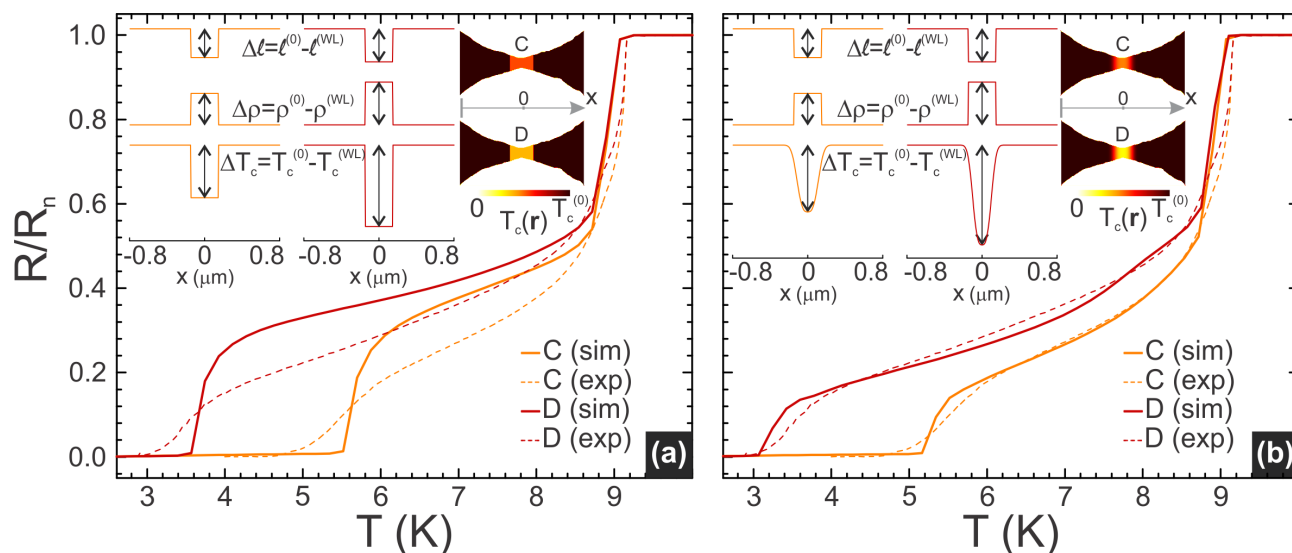 R/Rn
1.0
0.8
0.6
0.4
0.2
0.0
Δℓ=ℓ(0)-ℓ(WL)
Δρ=ρ(0)-ρ(WL)
ΔTc=Tc(0)-Tc(WL)
-0.8 0 0.8
x (μm)
-0.8 0 0.8
x (μm)
C
0 x
D
0 Tc(0)
Tc(r)
C (sim)
C (exp)
D (sim)
D (exp)
(a)
3 4 5 6 7 8 9
T (K)
Δℓ=ℓ(0)-ℓ(WL)
Δρ=ρ(0)-ρ(WL)
ΔTc=Tc(0)-Tc(WL)
-0.8 0 0.8
x (μm)
-0.8 0 0.8
x (μm)
C
0 x
D
0 Tc(0)
Tc(r)
C (sim)
C (exp)
D (sim)
D (exp)
(b)
3 4 5 6 7 8 9
T (K)